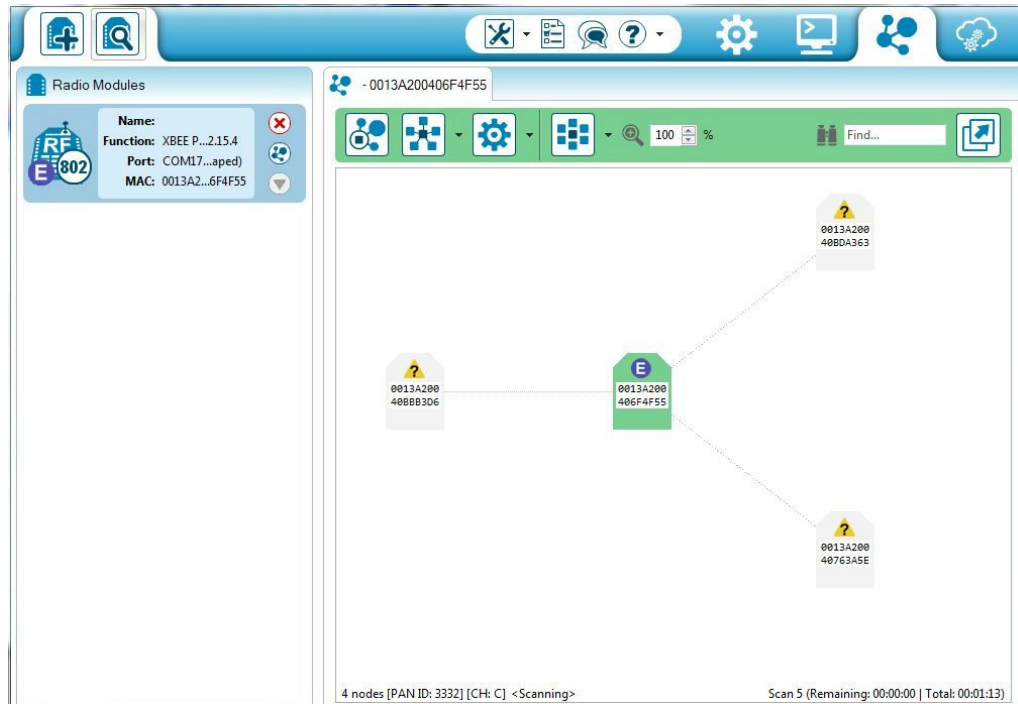 Radio Modules
- 0013A200406F4F55
Name:
Function: XBEE P...2.15.4
Port: COM17...aped)
MAC: 0013A2...6F4F55
RF
E
802
100 %
Find...
?
0013A200
40BDA363
?
0013A200
40BBB3D6
E
0013A200
406F4F55
?
0013A200
40763A5E
4 nodes [PAN ID: 3332] [CH: C] <Scanning>
Scan 5 (Remaining: 00:00:00 | Total: 00:01:13)